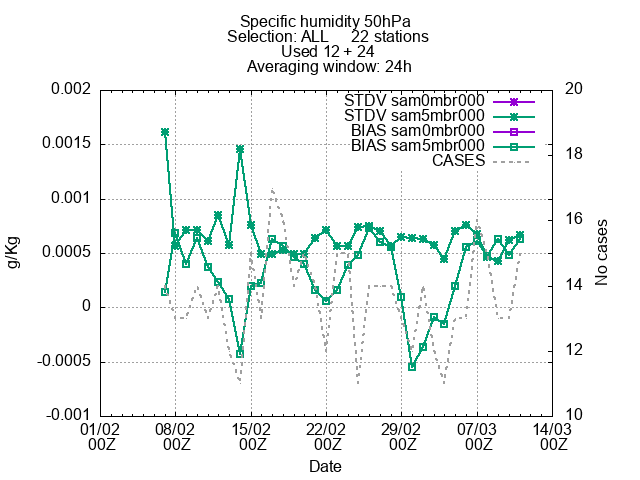 Specific humidity 50hPa
Selection: ALL 22 stations
Used 12 + 24
Averaging window: 24h
STDV sam0mbr000
STDV sam5mbr000
BIAS sam0mbr000
BIAS sam5mbr000
CASES
0.002
0.0015
0.001
0.0005
0
-0.0005
-0.001
g/Kg
20
18
16
14
12
10
No cases
01/02 08/02 15/02 22/02 29/02 07/03 14/03
00Z 00Z 00Z 00Z 00Z 00Z 00Z
Date